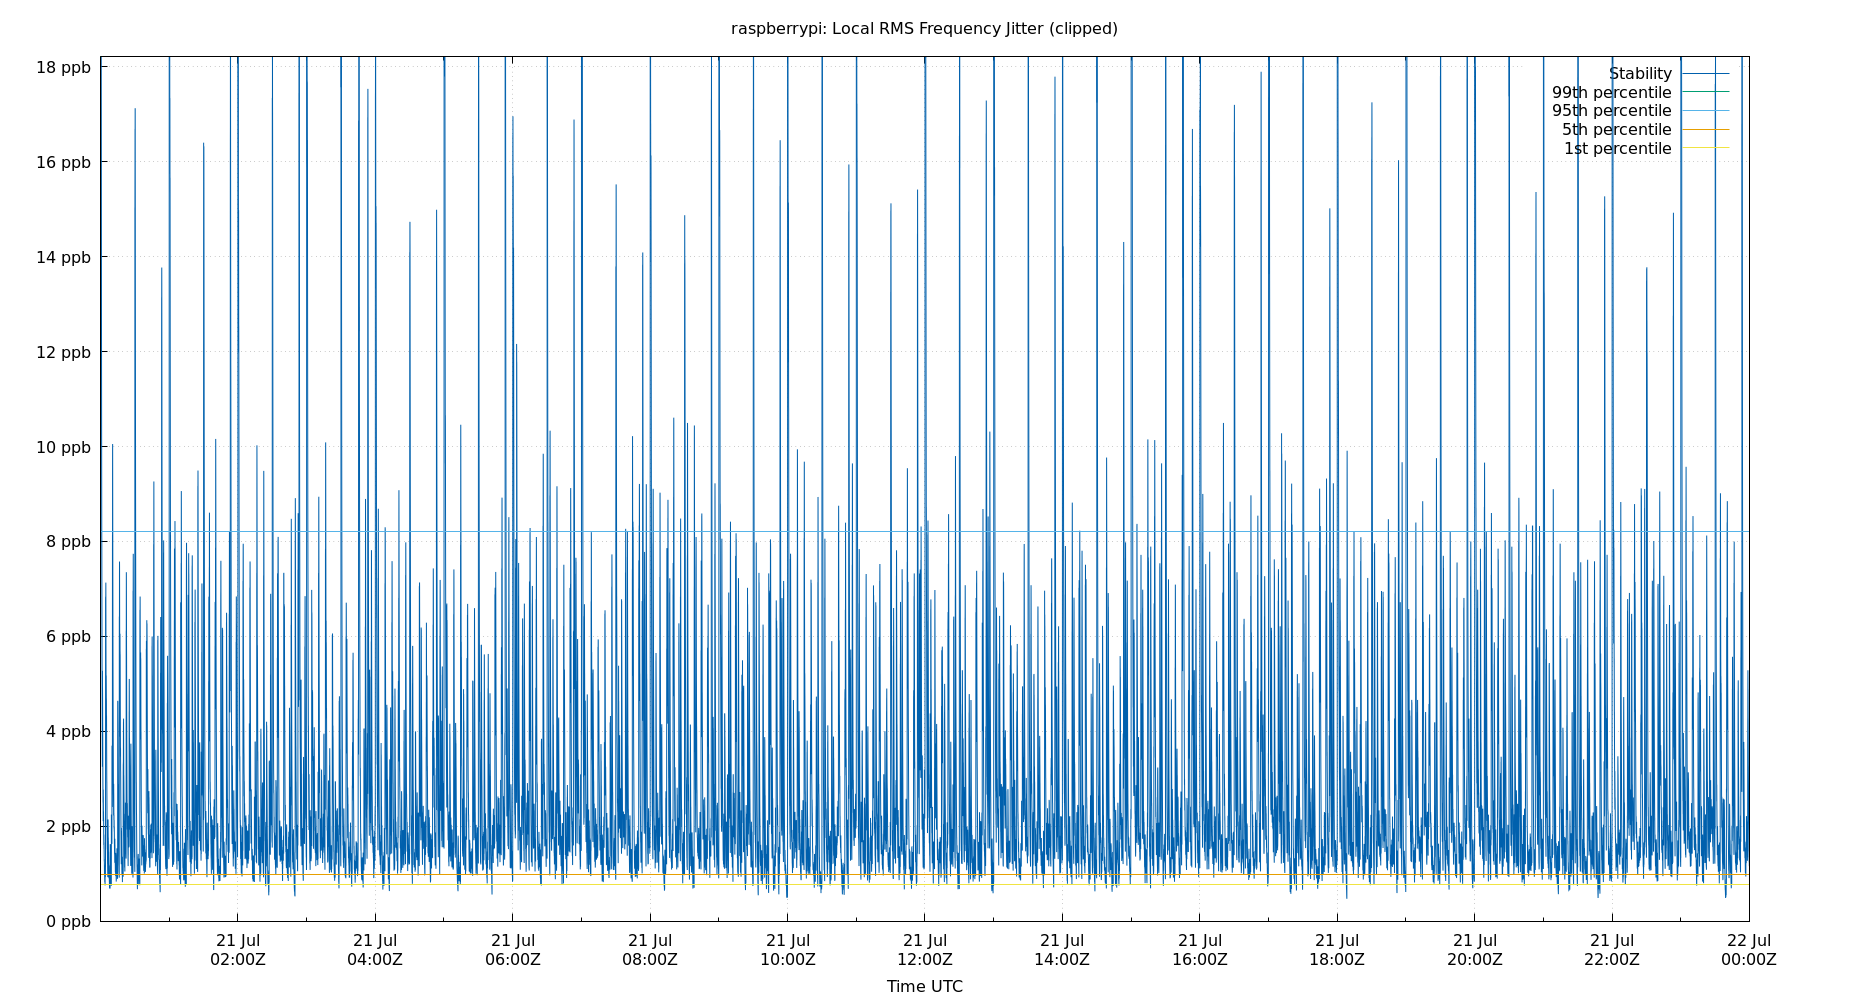 raspberrypi: Local RMS Frequency Jitter (clipped)
18 ppb
16 ppb
14 ppb
12 ppb
10 ppb
8 ppb
6 ppb
4 ppb
2 ppb
0 ppb
Stability
99th percentile
95th percentile
5th percentile
1st percentile
21 Jul 21 Jul 21 Jul 21 Jul 21 Jul 21 Jul 21 Jul 21 Jul 21 Jul 21 Jul 21 Jul 22 Jul
02:00Z 04:00Z 06:00Z 08:00Z 10:00Z 12:00Z 14:00Z 16:00Z 18:00Z 20:00Z 22:00Z 00:00Z
Time UTC